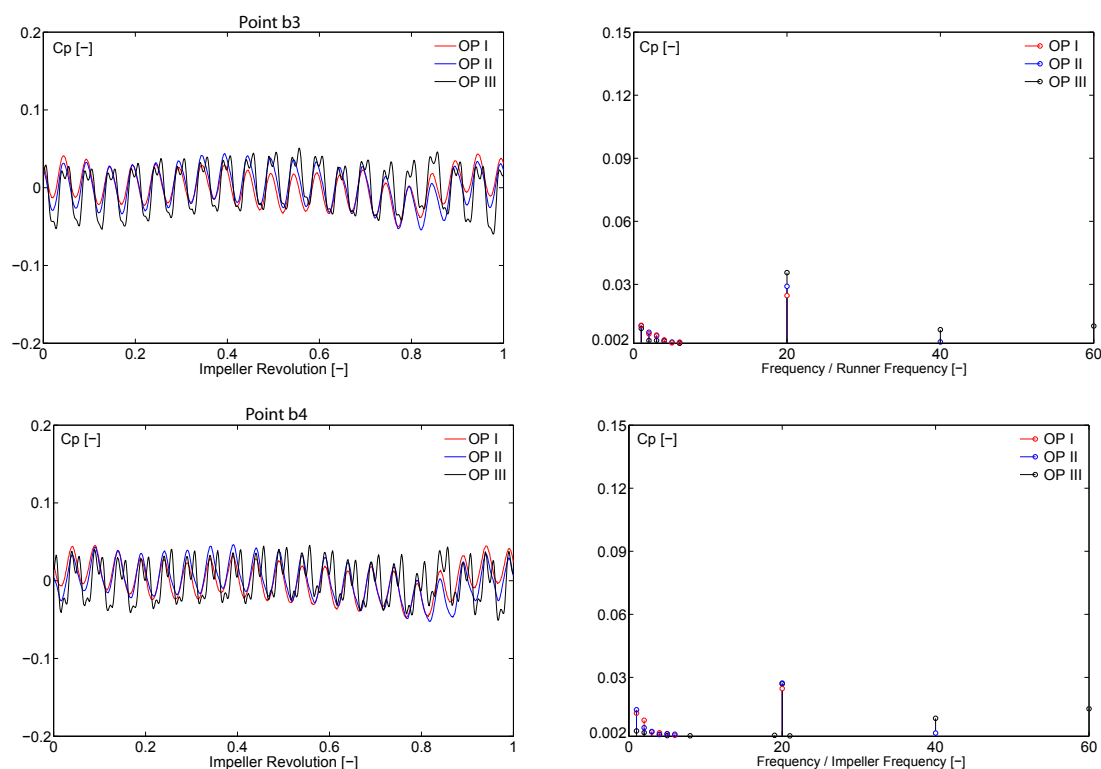 Point b3
Cp [−]
OP I
OP II
OP III
0.2
0.1
0
−0.1
−0.2
0 0.2 0.4 0.6 0.8 1
Impeller Revolution [−]
Cp [−]
OP I
OP II
OP III
0.15
0.12
0.09
0.06
0.03
0.002
0 20 40 60
Frequency / Runner Frequency [−]
Point b4
Cp [−]
OP I
OP II
OP III
0.2
0.1
0
−0.1
−0.2
0 0.2 0.4 0.6 0.8 1
Impeller Revolution [−]
Cp [−]
OP I
OP II
OP III
0.15
0.12
0.09
0.06
0.03
0.002
0 20 40 60
Frequency / Impeller Frequency [−]